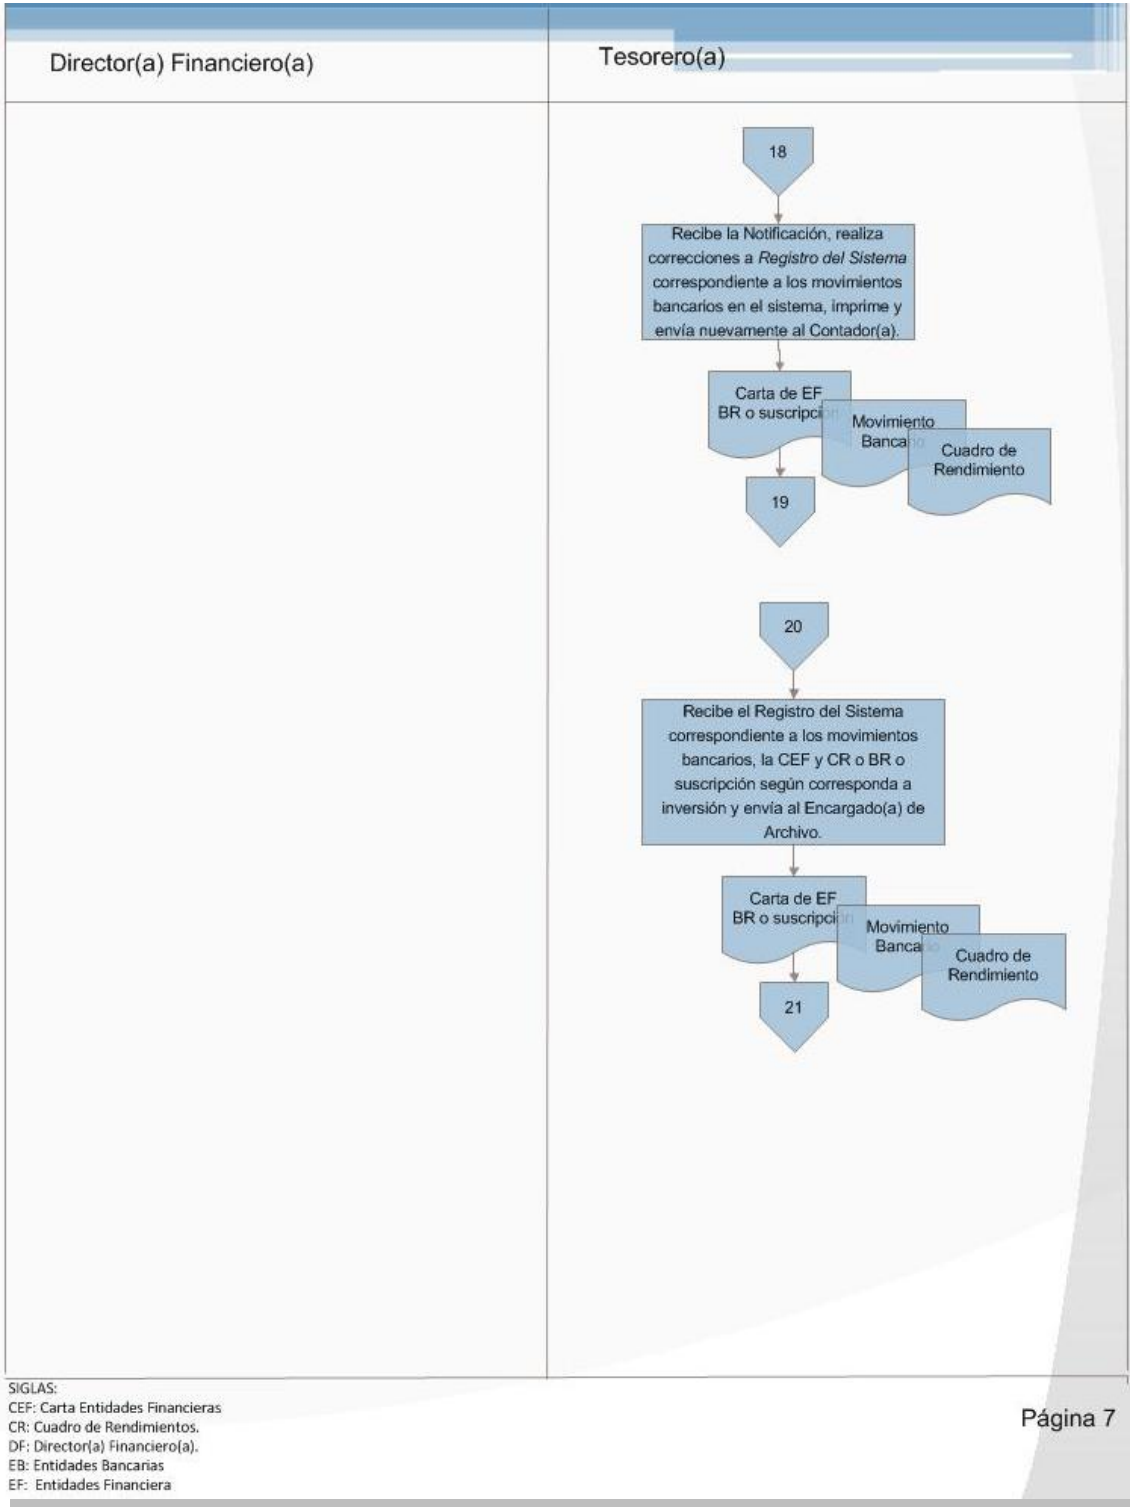 Director(a) Financiero(a)
Tesorero(a)
18
Recibe la Notificación, realiza
correcciones a Registro del Sistema
correspondiente a los movimientos
bancarios en el sistema, imprime y
envía nuevamente al Contador(a).
Carta de EF
BR o suscripción
Movimiento
Bancario
Cuadro de
Rendimiento
19
20
Recibe el Registro del Sistema
correspondiente a los movimientos
bancarios, la CEF y CR o BR o
suscripción según corresponda a
inversión y envía al Encargado(a) de
Archivo.
Carta de EF
BR o suscripción
Movimiento
Bancario
Cuadro de
Rendimiento
21
SIGLAS:
CEF: Carta Entidades Financieras
CR: Cuadro de Rendimientos.
DF: Director(a) Financiero(a).
EB: Entidades Bancarias
EF: Entidades Financiera
Página 7